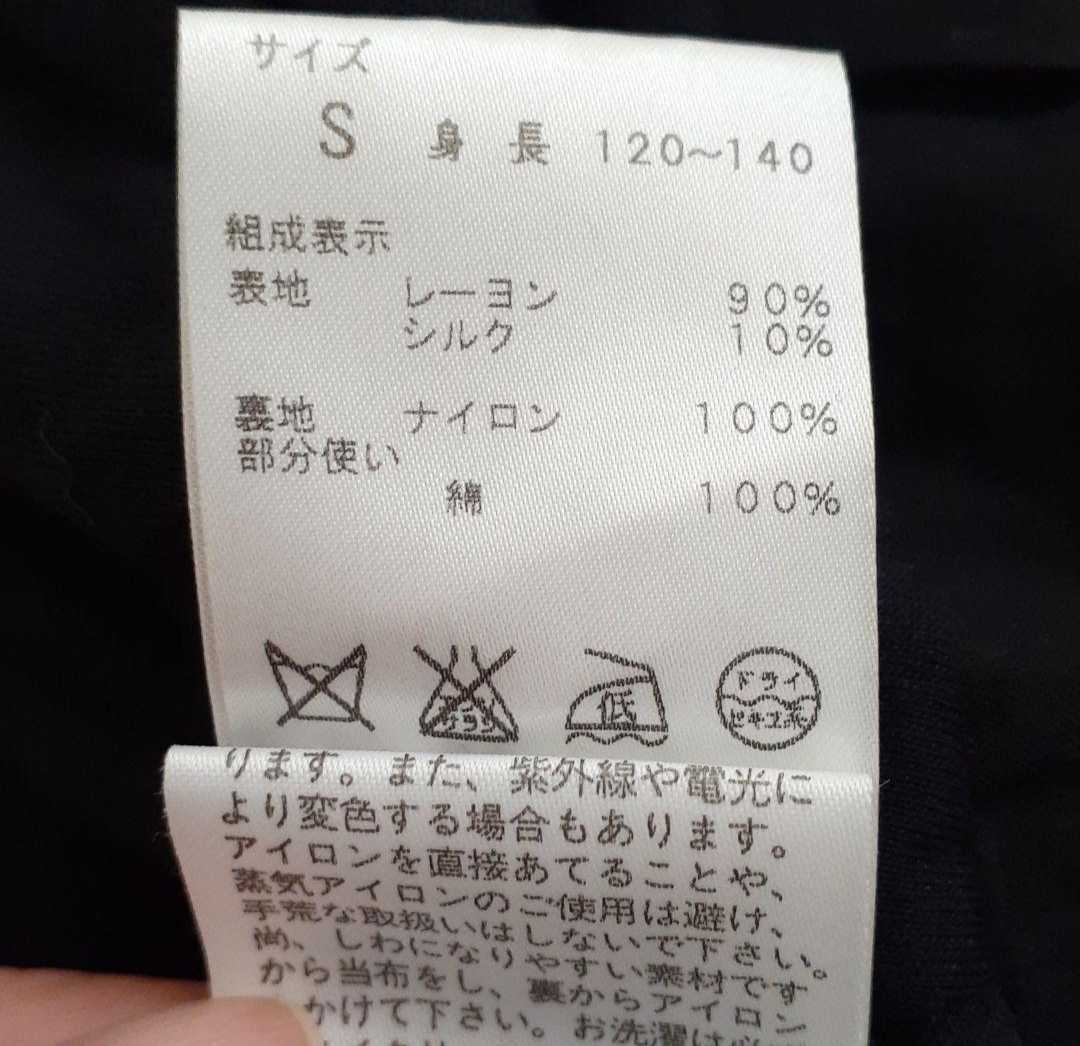 サイズ
S 身長 120~140
組成表示
表地 レーヨン 90%
シルク 10%
裏地 ナイロン 100%
部分使い
綿 100%
低
ドライ
セキユ系
ります。また、紫外線や電光に
より変色する場合もあります。
アイロンを直接あてることや、
蒸気アイロンのご使用は避け、
手荒な取扱いはしないで下さい。
尚、しわになりやすい素材です
から当布をし、裏からアイロン
かけて下さい。お洗濯は